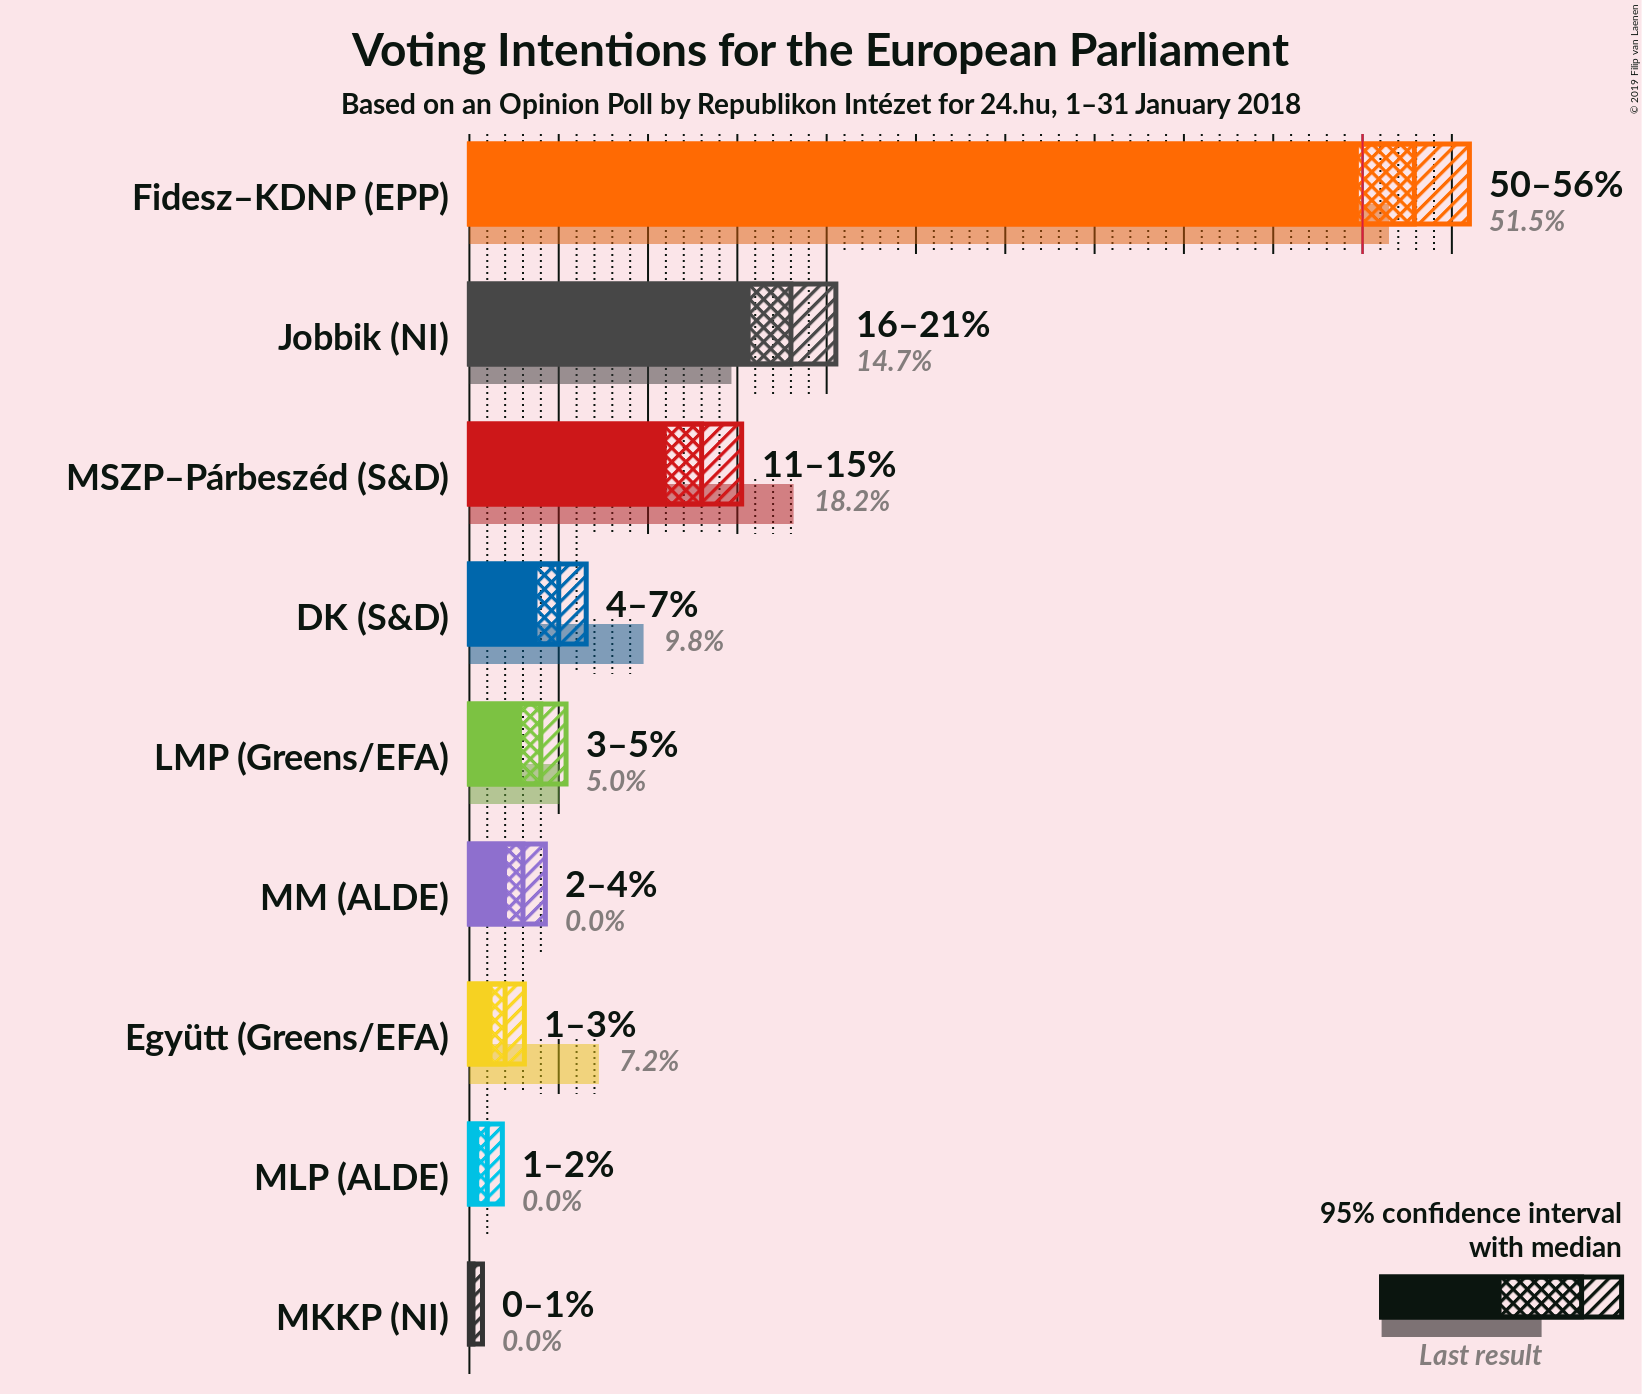 Voting Intentions for the European Parliament
Based on an Opinion Poll by Republikon Intézet for 24.hu, 1–31 January 2018
© 2019 Filip van Laenen
Fidesz–KDNP (EPP)
50–56%
51.5%
Jobbik (NI)
16–21%
14.7%
MSZP–Párbeszéd (S&D)
11–15%
18.2%
DK (S&D)
4–7%
9.8%
LMP (Greens/EFA)
3–5%
5.0%
MM (ALDE)
2–4%
0.0%
Együtt (Greens/EFA)
1–3%
7.2%
MLP (ALDE)
1–2%
0.0%
MKKP (NI)
0–1%
0.0%
95% confidence interval
with median
Last result